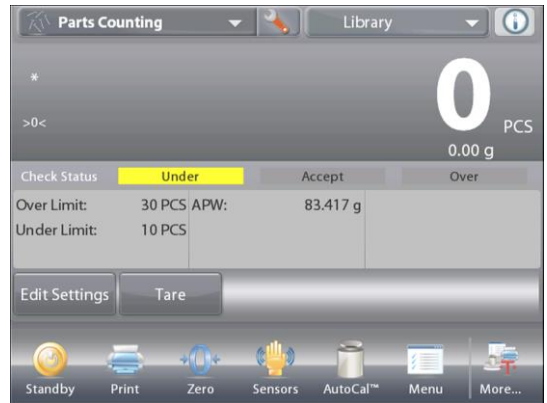 Parts Counting Library
*
0 PCS
>0<
0.00 g
Check Status Under Accept Over
Over Limit: 30 PCS APW: 83.417 g
Under Limit: 10 PCS
Edit Settings Tare
0
Standby Print Zero Sensors AutoCal™ Menu More...